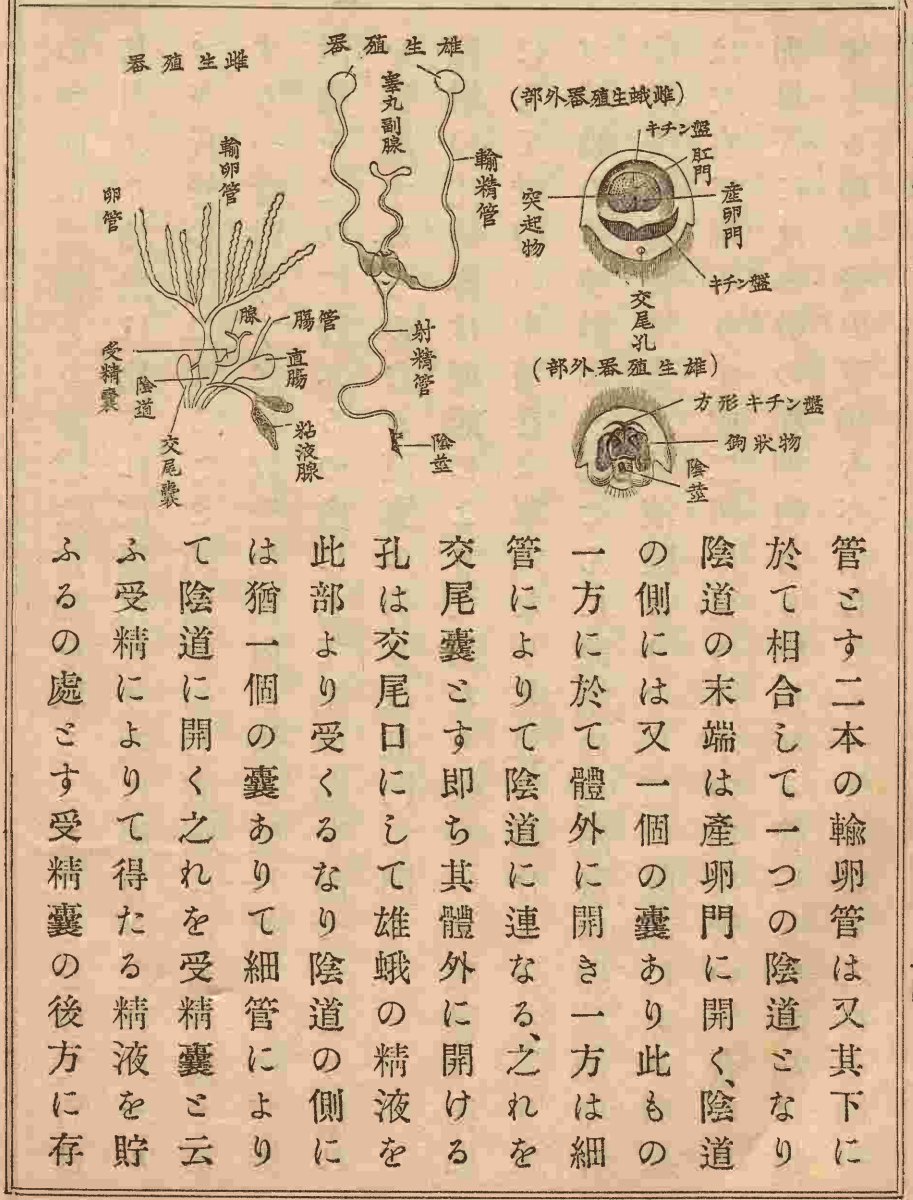 (雌蛾生殖器外部)
キチン盤
肛門
産卵門
突起物
キチン盤
交尾孔
(雄生殖器外部)
方形キチン盤
鉤狀物
陰莖
雄生殖器
睾丸副腺
輸精管
射精管
陰莖
雌生殖器
輸卵管
卵管
腺
腸管
直腸
受精囊
陰道
粘液腺
交尾囊
管とす二本の輸卵管は又其下に
於て相合して一つの陰道となり
陰道の末端は產卵門に開く、陰道
の側には又一個の囊あり此もの
一方に於て體外に開き一方は細
管によりて陰道に連なる、之れを
交尾囊とす即ち其體外に開ける
孔は交尾口にして雄蛾の精液を
此部より受くるなり陰道の側に
は猶一個の囊ありて細管により
て陰道に開く之れを受精囊と云
ふ受精によりて得たる精液を貯
ふるの處とす受精囊の後方に存